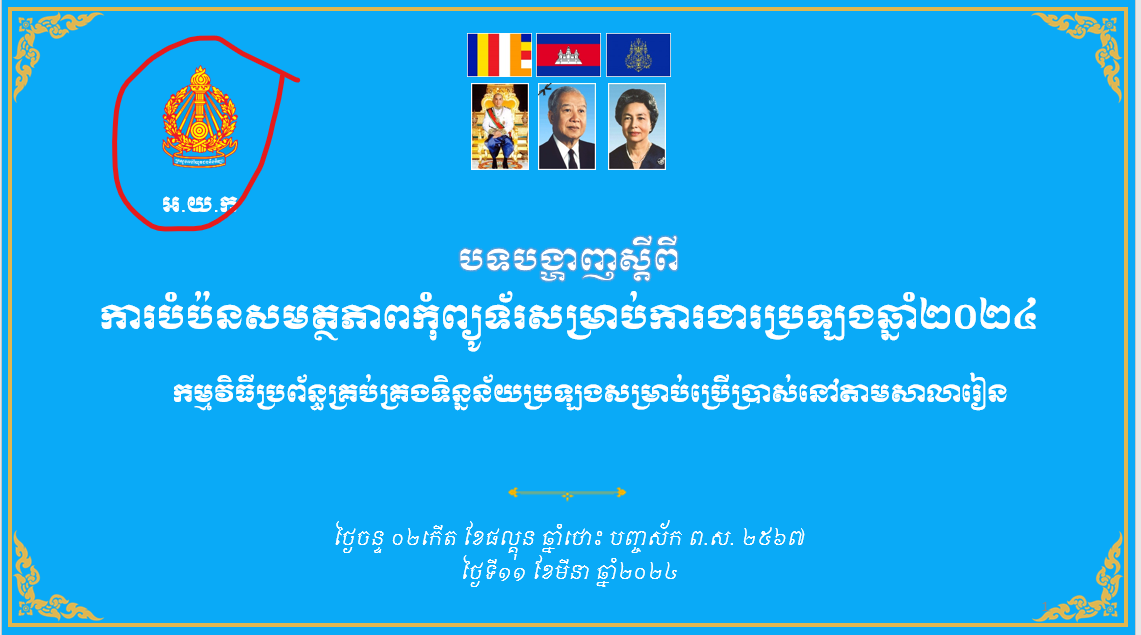 អ.យ.ក
បទបង្ហាញស្តីពី
ការបំប៉នសមត្ថភាពកុំព្យូទ័រសម្រាប់ការងារប្រឡងឆ្នាំ២០២៤
កម្មវិធីប្រព័ន្ធគ្រប់គ្រងទិន្នន័យប្រឡងសម្រាប់ប្រើប្រាស់នៅតាមសាលារៀន
ថ្ងៃចន្ទ ០២កើត ខែផល្គុន ឆ្នាំថោះ បញ្ចស័ក ព.ស. ២៥៦៧
ថ្ងៃទី១១ ខែមីនា ឆ្នាំ២០២៤